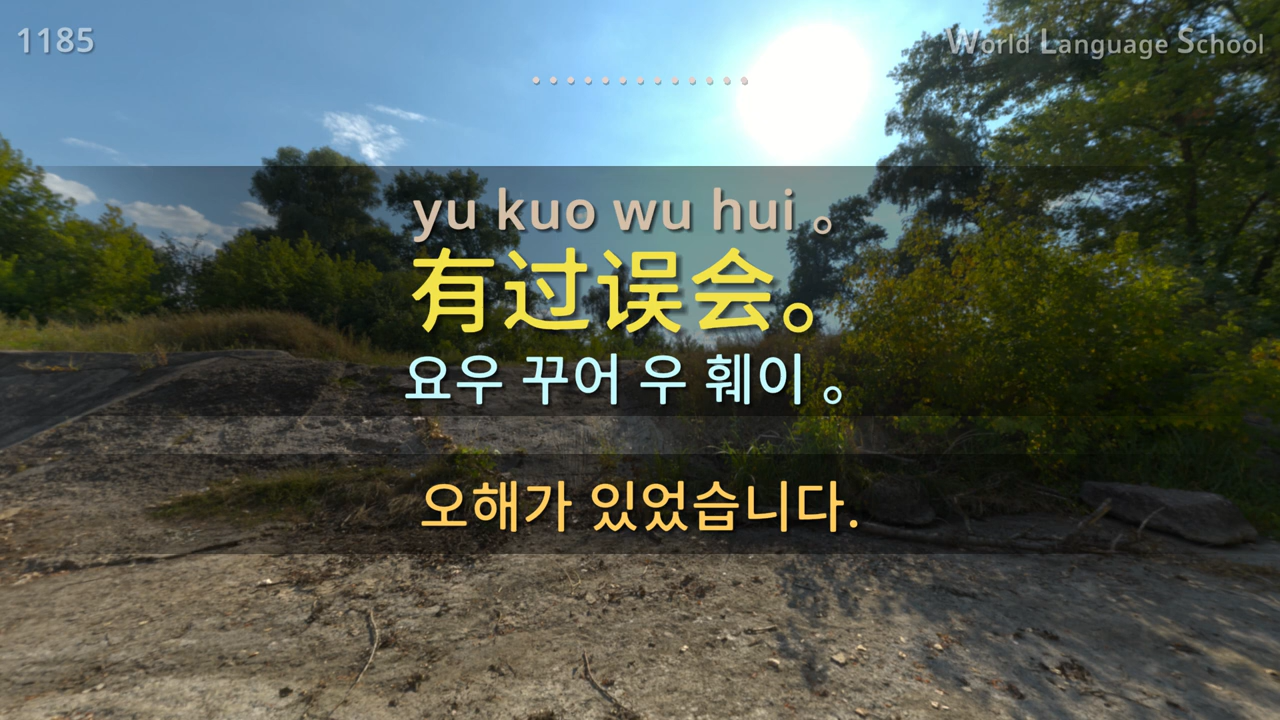 1185
World Language School
yu kuo wu hui 。
有过误会。
요우 꾸어 우 훼이 。
오해가 있었습니다.